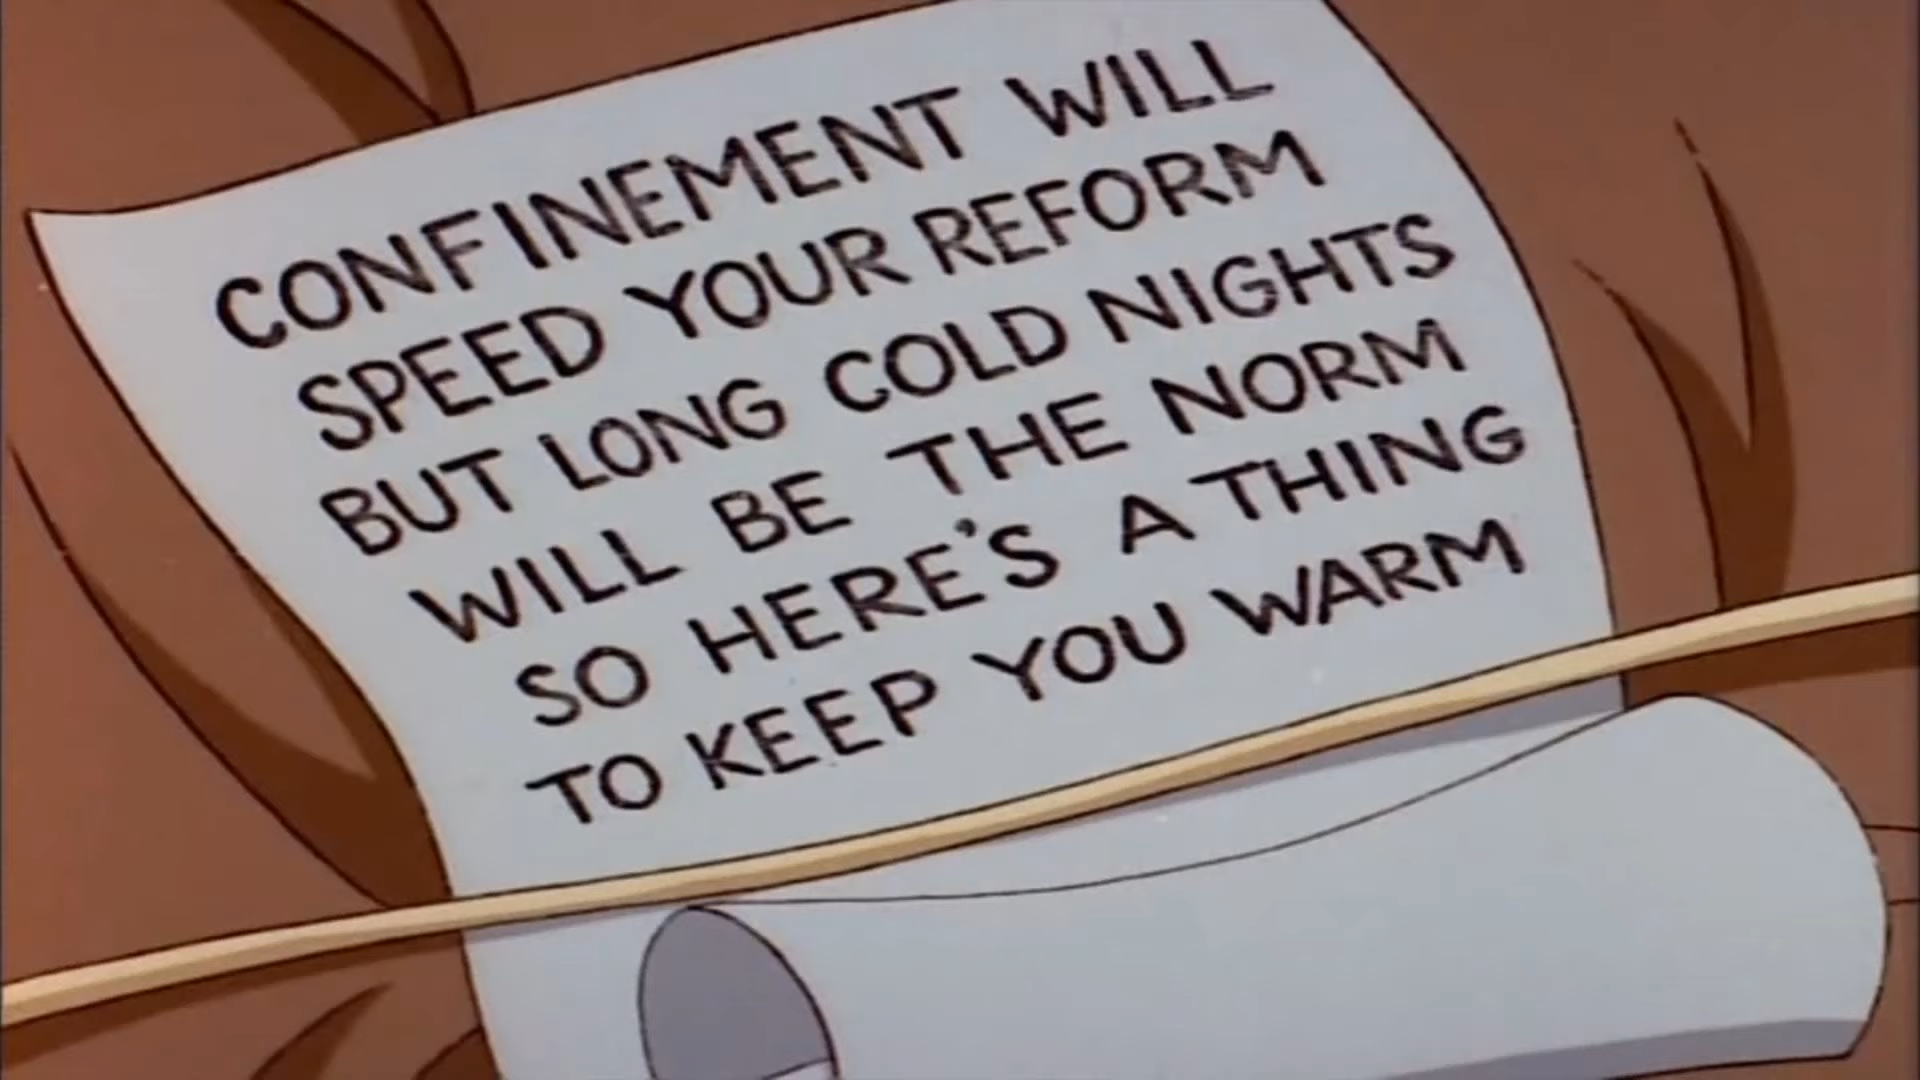 CONFINEMENT WILL
SPEED YOUR REFORM
BUT LONG COLD NIGHTS
WILL BE THE NORM
SO HERE'S A THING
TO KEEP YOU WARM